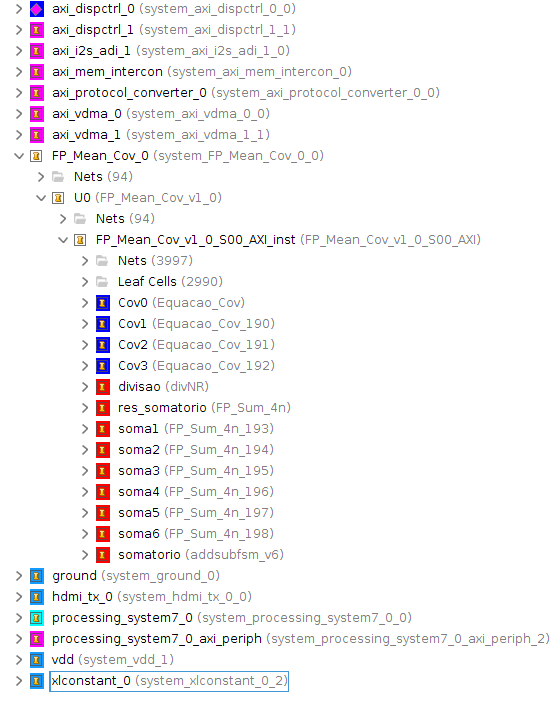 axi_dispctrl_0 (system_axi_dispctrl_0_0)
axi_dispctrl_1 (system_axi_dispctrl_1_1)
axi_i2s_adi_1 (system_axi_i2s_adi_1_0)
axi_mem_intercon (system_axi_mem_intercon_0)
axi_protocol_converter_0 (system_axi_protocol_converter_0_0)
axi_vdma_0 (system_axi_vdma_0_0)
axi_vdma_1 (system_axi_vdma_1_1)
FP_Mean_Cov_0 (system_FP_Mean_Cov_0_0)
Nets (94)
U0 (FP_Mean_Cov_v1_0)
Nets (94)
FP_Mean_Cov_v1_0_S00_AXI_inst (FP_Mean_Cov_v1_0_S00_AXI)
Nets (3997)
Leaf Cells (2990)
Cov0 (Equacao_Cov)
Cov1 (Equacao_Cov_190)
Cov2 (Equacao_Cov_191)
Cov3 (Equacao_Cov_192)
divisao (divNR)
res_somatorio (FP_Sum_4n)
soma1 (FP_Sum_4n_193)
soma2 (FP_Sum_4n_194)
soma3 (FP_Sum_4n_195)
soma4 (FP_Sum_4n_196)
soma5 (FP_Sum_4n_197)
soma6 (FP_Sum_4n_198)
somatorio (addsubfsm_v6)
ground (system_ground_0)
hdmi_tx_0 (system_hdmi_tx_0_0)
processing_system7_0 (system_processing_system7_0_0)
processing_system7_0_axi_periph (system_processing_system7_0_axi_periph_2)
vdd (system_vdd_1)
xlconstant_0 (system_xlconstant_0_2)